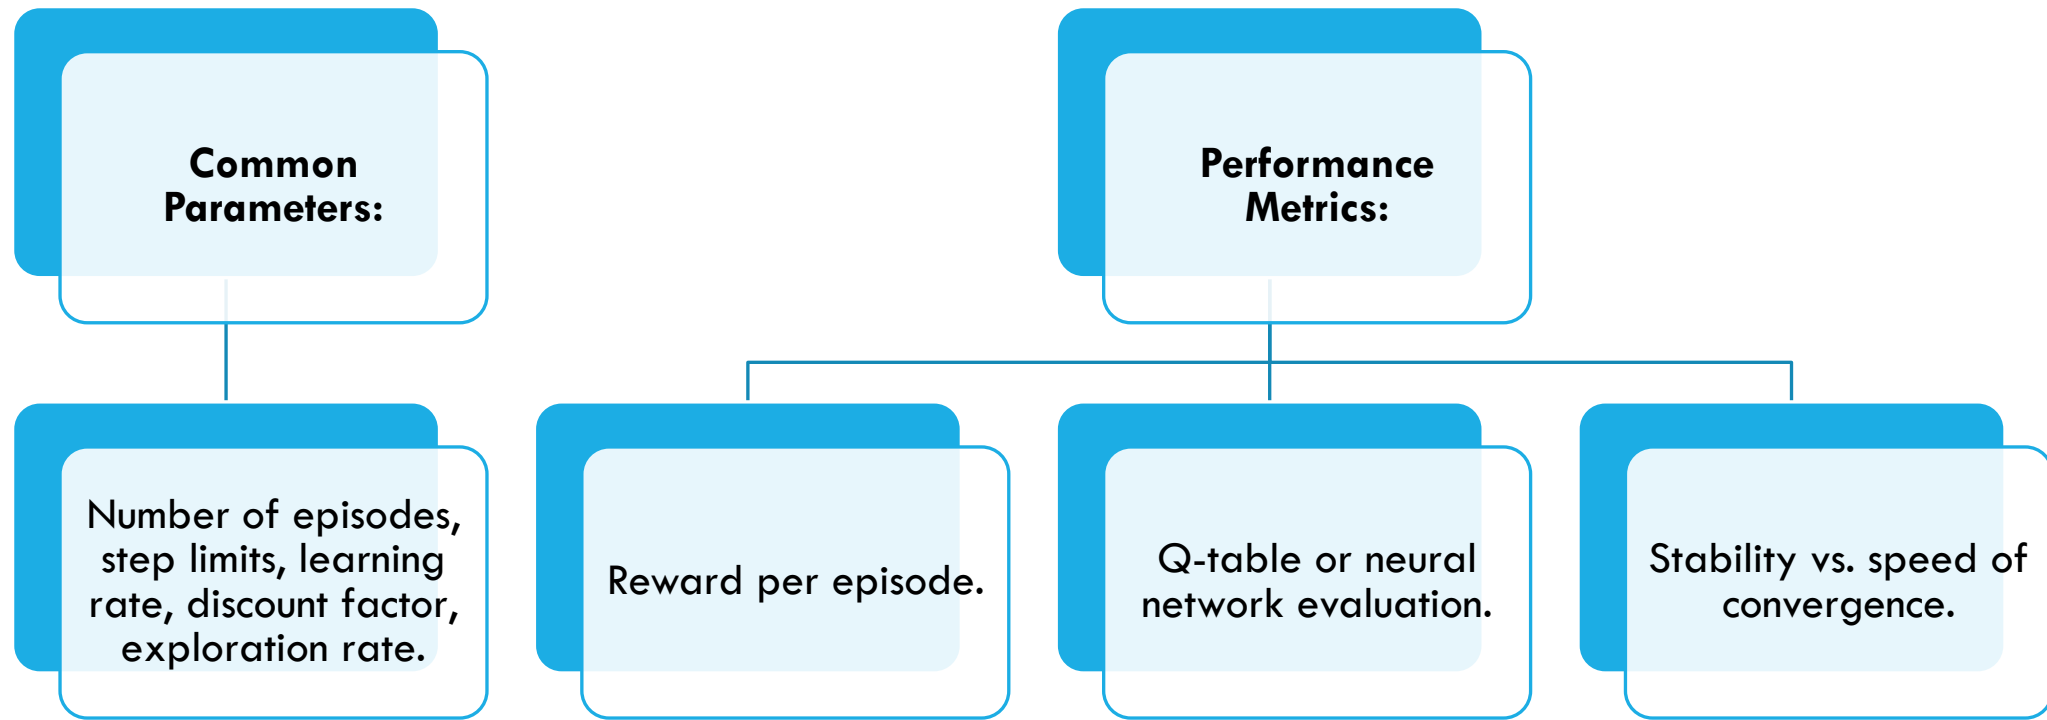 Common
Parameters:
Performance
Metrics:
Number of episodes,
step limits, learning
rate, discount factor,
exploration rate.
Reward per episode.
Q-table or neural
network evaluation.
Stability vs. speed of
convergence.